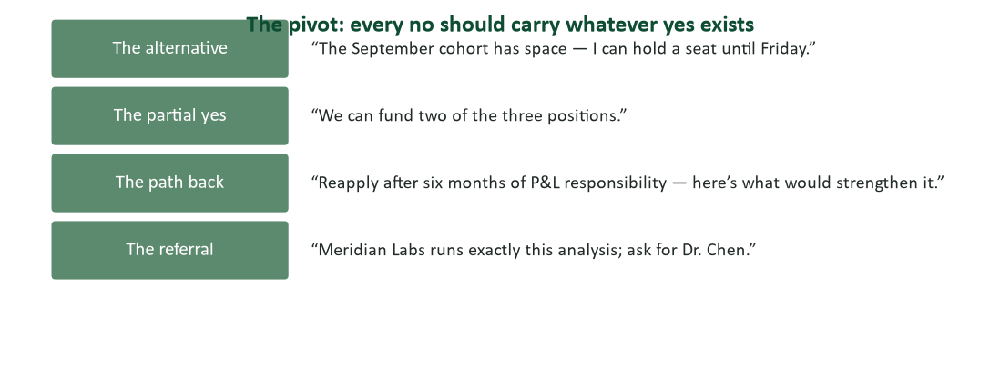 The pivot: every no should carry whatever yes exists
The alternative
“The September cohort has space — I can hold a seat until Friday.”
The partial yes
“We can fund two of the three positions.”
The path back
“Reapply after six months of P&L responsibility — here’s what would strengthen it.”
The referral
“Meridian Labs runs exactly this analysis; ask for Dr. Chen.”